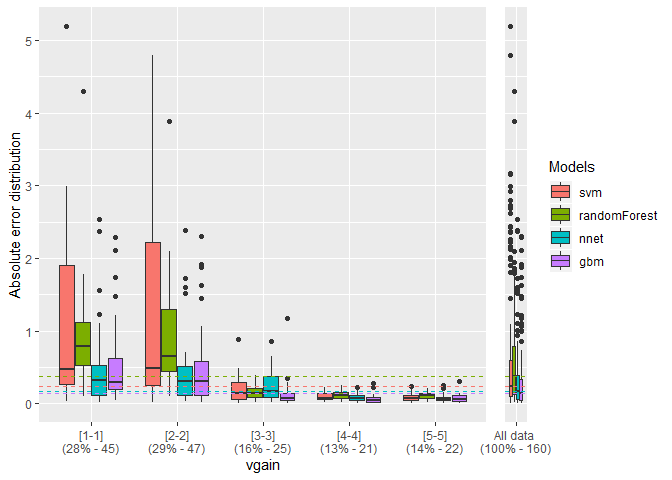 Absolute error distribution
5
4
3
2
1
0
[1-1] [2-2] [3-3] [4-4] [5-5] All data
(28% - 45) (29% - 47) (16% - 25) (13% - 21) (14% - 22) (100% - 160)
vgain
Models
svm
randomForest
nnet
gbm